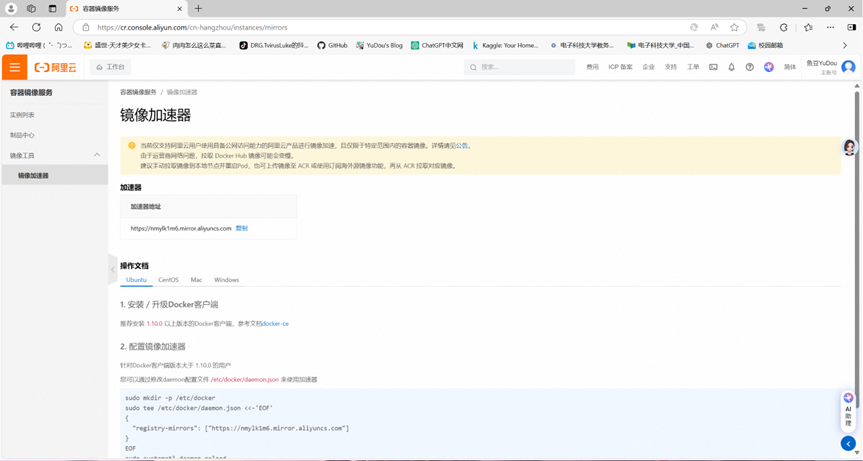 容器镜像服务
https://cr.console.aliyun.com/cn-hangzhou/instances/mirrors
哔哩哔哩 (゜-゜)つ...
盛世-天才美少女卡...
肉肉怎么这么菜直...
DRG.TvirusLuke的抖...
GitHub
YuDou's Blog
ChatGPT中文网
Kaggle: Your Home...
电子科技大学教务...
电子科技大学_中国...
ChatGPT
校园邮箱
阿里云
工作台
搜索...
费用 ICP 备案 企业 支持 工单
简体
鱼豆YuDou
主账号
容器镜像服务
实例列表
制品中心
镜像工具
镜像加速器
容器镜像服务 / 镜像加速器
镜像加速器
当前仅支持阿里云用户使用具备公网访问能力的阿里云产品进行镜像加速，且仅限于特定范围内的容器镜像。详情请见公告。
由于运营商网络问题，拉取 Docker Hub 镜像可能会变慢。
建议手动拉取镜像到本地节点并重启Pod，也可上传镜像至 ACR 或使用订阅海外源镜像功能，再从 ACR 拉取对应镜像。
加速器
加速器地址
https://nmylk1m6.mirror.aliyuncs.com 复制
操作文档
Ubuntu CentOS Mac Windows
1. 安装 / 升级Docker客户端
推荐安装 1.10.0 以上版本的Docker客户端，参考文档docker-ce
2. 配置镜像加速器
针对Docker客户端版本大于 1.10.0 的用户
您可以通过修改daemon配置文件 /etc/docker/daemon.json 来使用加速器
sudo mkdir -p /etc/docker
sudo tee /etc/docker/daemon.json <<-'EOF'
{
"registry-mirrors": ["https://nmylk1m6.mirror.aliyuncs.com"]
}
EOF
sudo systemctl daemon-reload
AI
助
理